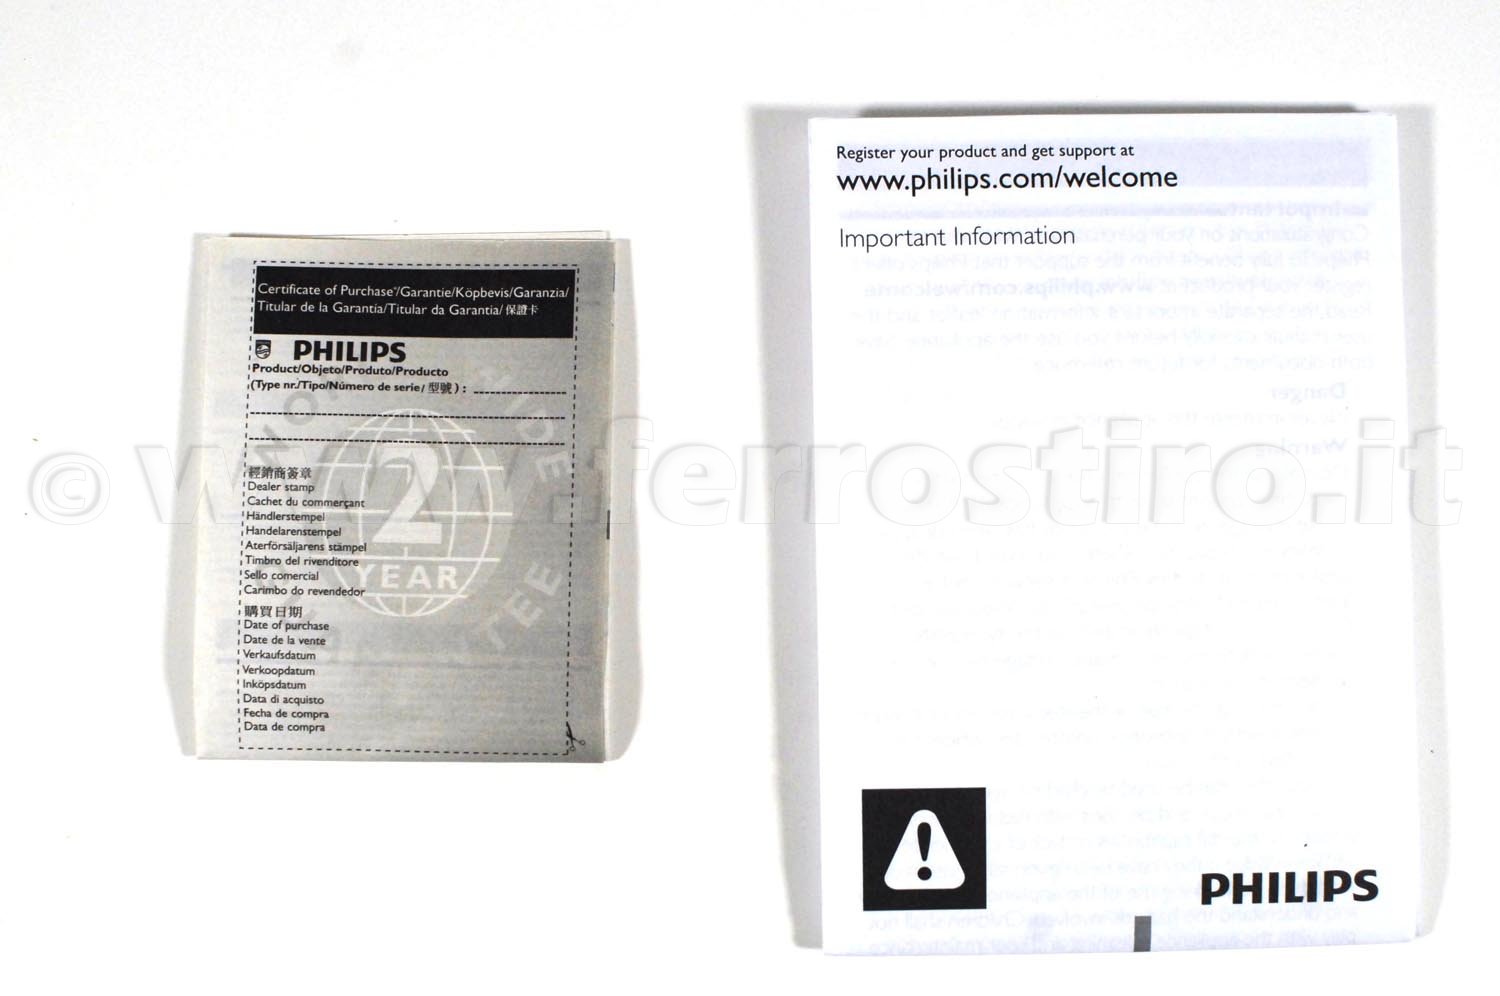 Certificate of Purchase*/Garantie/Köpbevis/Garanzia/
Titular de la Garantía/Titular da Garantia/ 保證卡
PHILIPS
Product/Objeto/Produto/Producto
(Type nr./Tipo/Número de serie/ 型號) :
2
YEAR
經銷商簽章
Dealer stamp
Cachet du commerçant
Händlerstempel
Handelarenstempel
Aterförsäljarens stämpel
Timbro del rivenditore
Sello comercial
Carimbo do revendedor
購買日期
Date of purchase
Date de la vente
Verkaufsdatum
Verkoopdatum
Inköpsdatum
Data di acquisto
Fecha de compra
Data de compra
Register your product and get support at
www.philips.com/welcome
Important Information
PHILIPS
© www.ferrostiro.it